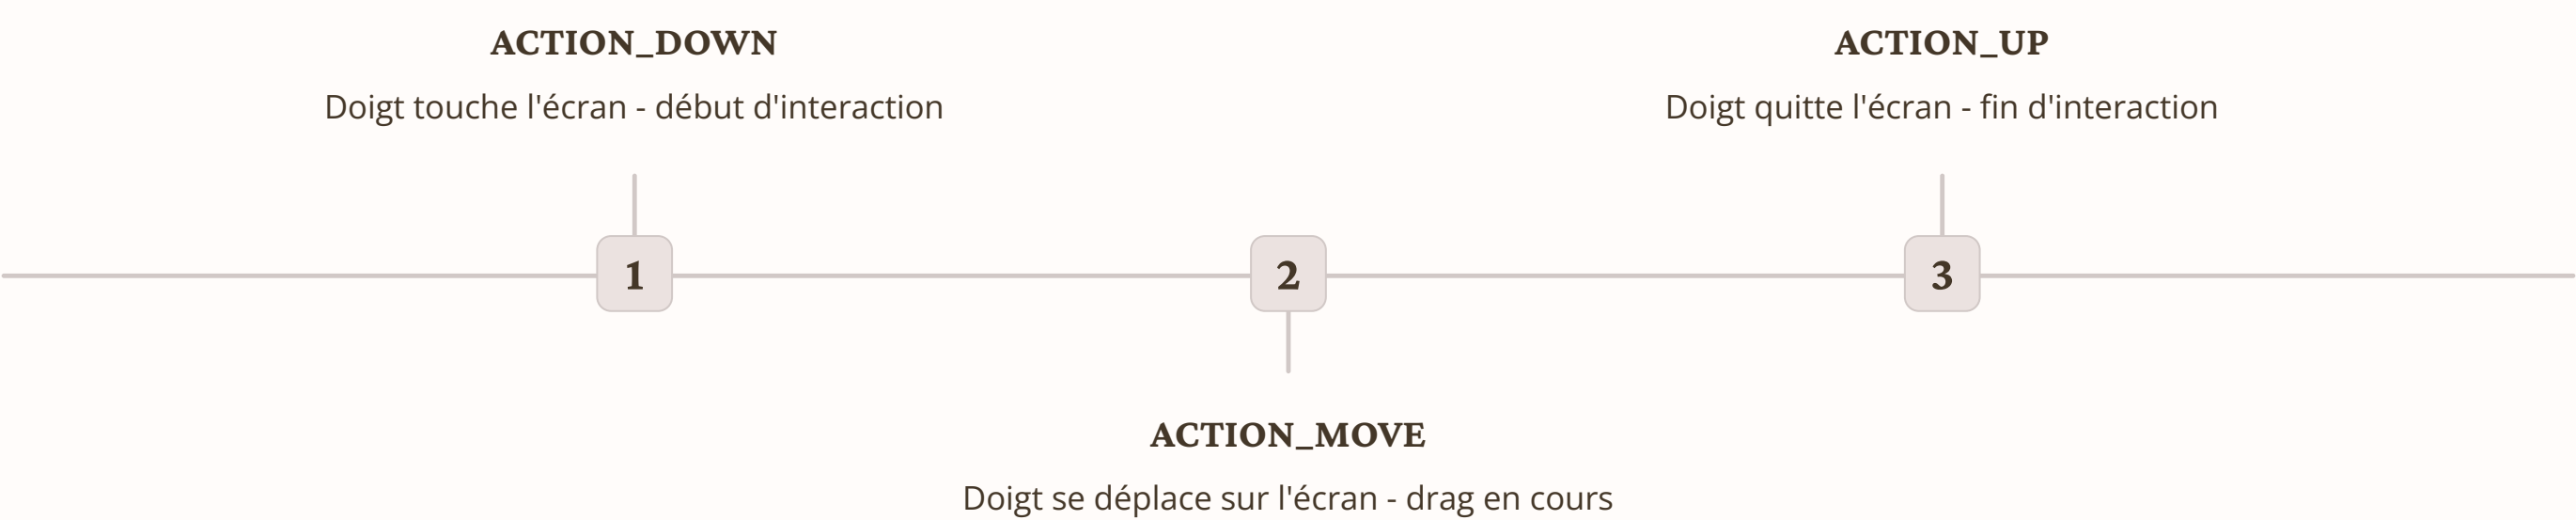 ACTION_DOWN
Doigt touche l'écran - début d'interaction
1
2
ACTION_MOVE
Doigt se déplace sur l'écran - drag en cours
ACTION_UP
Doigt quitte l'écran - fin d'interaction
3